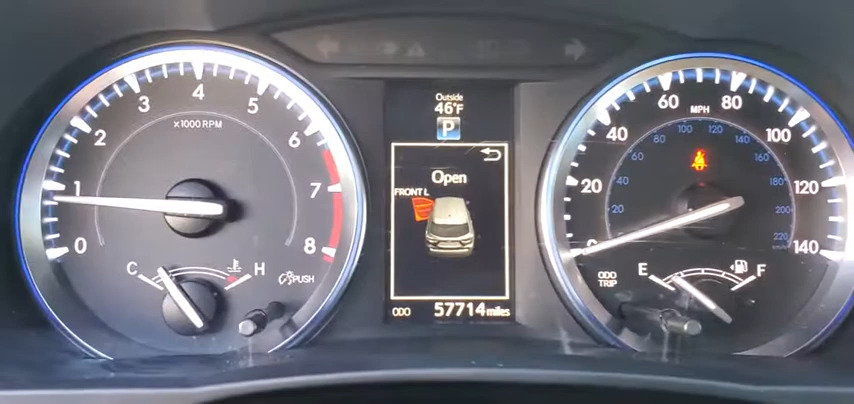 0
1
2
3
4
5
6
7
8
×1000RPM
C
H
PUSH
Outside
46°F
P
Open
FRONT L
ODO 57714 miles
0
20
40
60
80
100
120
140
MPH
20
40
60
80
100
120
140
160
180
200
220
km/h
ODO
TRIP
E
F